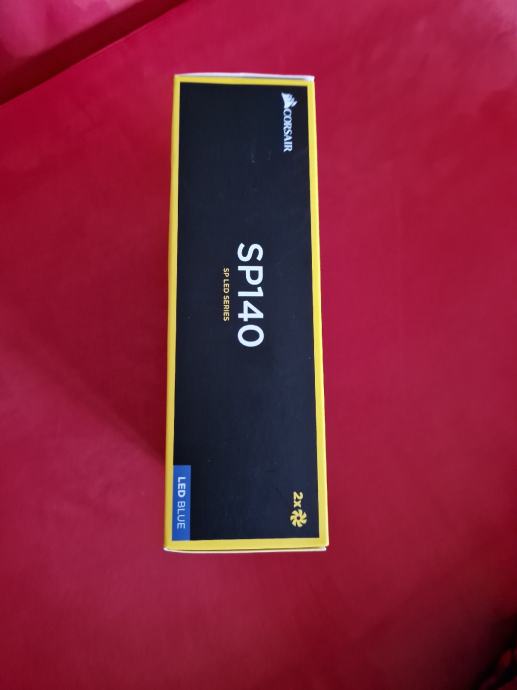 CORSAIR
SP140
SP LED SERIES
2x
LED BLUE